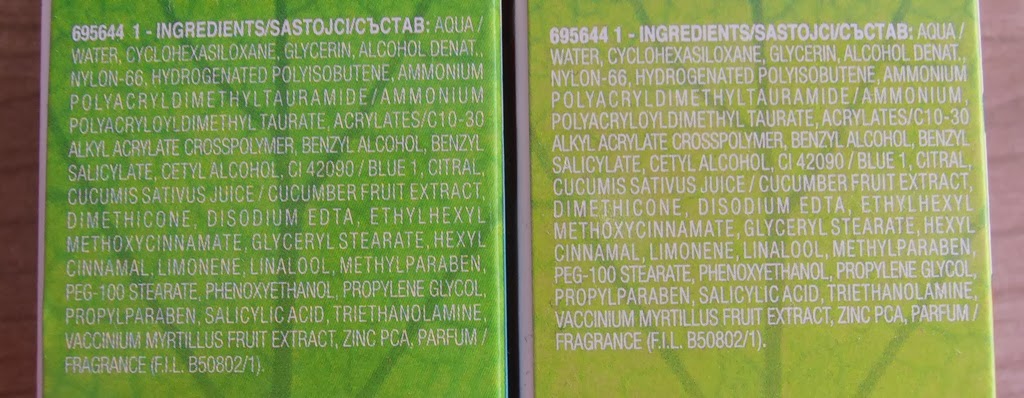 695644 1 - INGREDIENTS/SASTOJCI/СЪСТАВ: AQUA /
WATER, CYCLOHEXASILOXANE, GLYCERIN, ALCOHOL DENAT.,
NYLON-66, HYDROGENATED POLYISOBUTENE, AMMONIUM
POLYACRYLDIMETHYLTAURAMIDE / AMMONIUM
POLYACRYLOYLDIMETHYL TAURATE, ACRYLATES/C10-30
ALKYL ACRYLATE CROSSPOLYMER, BENZYL ALCOHOL, BENZYL
SALICYLATE, CETYL ALCOHOL, CI 42090 / BLUE 1, CITRAL,
CUCUMIS SATIVUS JUICE / CUCUMBER FRUIT EXTRACT,
DIMETHICONE, DISODIUM EDTA, ETHYLHEXYL
METHOXYCINNAMATE, GLYCERYL STEARATE, HEXYL
CINNAMAL, LIMONENE, LINALOOL, METHYLPARABEN,
PEG-100 STEARATE, PHENOXYETHANOL, PROPYLENE GLYCOL,
PROPYLPARABEN, SALICYLIC ACID, TRIETHANOLAMINE,
VACCINIUM MYRTILLUS FRUIT EXTRACT, ZINC PCA, PARFUM /
FRAGRANCE (F.I.L. B50802/1).
695644 1 - INGREDIENTS/SASTOJCI/СЪСТАВ: AQUA /
WATER, CYCLOHEXASILOXANE, GLYCERIN, ALCOHOL DENAT.,
NYLON-66, HYDROGENATED POLYISOBUTENE, AMMONIUM
POLYACRYLDIMETHYLTAURAMIDE / AMMONIUM
POLYACRYLOYLDIMETHYL TAURATE, ACRYLATES/C10-30
ALKYL ACRYLATE CROSSPOLYMER, BENZYL ALCOHOL, BENZYL
SALICYLATE, CETYL ALCOHOL, CI 42090 / BLUE 1, CITRAL,
CUCUMIS SATIVUS JUICE / CUCUMBER FRUIT EXTRACT,
DIMETHICONE, DISODIUM EDTA, ETHYLHEXYL
METHOXYCINNAMATE, GLYCERYL STEARATE, HEXYL
CINNAMAL, LIMONENE, LINALOOL, METHYLPARABEN,
PEG-100 STEARATE, PHENOXYETHANOL, PROPYLENE GLYCOL,
PROPYLPARABEN, SALICYLIC ACID, TRIETHANOLAMINE,
VACCINIUM MYRTILLUS FRUIT EXTRACT, ZINC PCA, PARFUM /
FRAGRANCE (F.I.L. B50802/1).